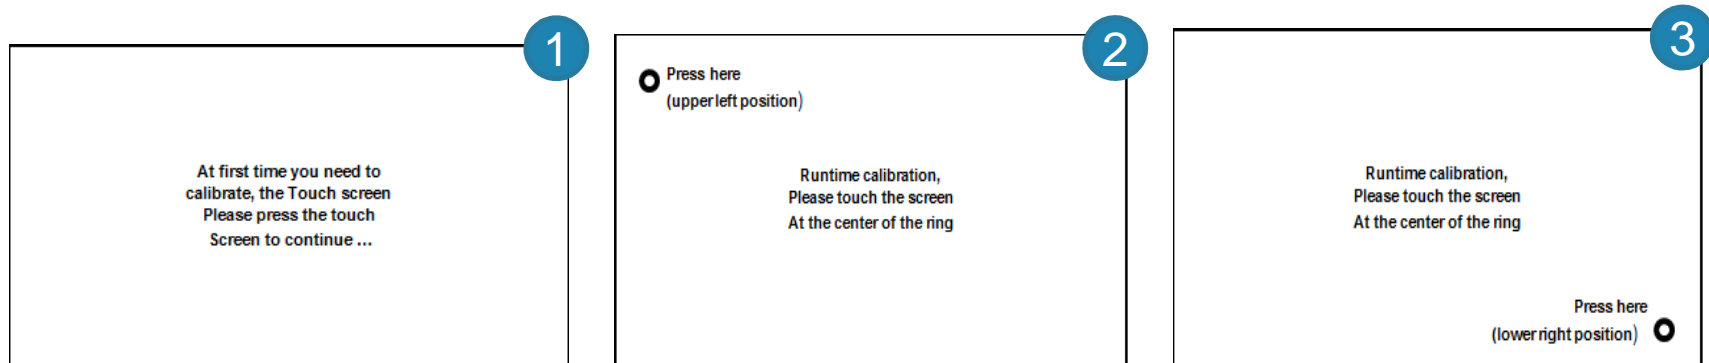 1
At first time you need to
calibrate, the Touch screen
Please press the touch
Screen to continue ...
2
Press here
(upper left position)
Runtime calibration,
Please touch the screen
At the center of the ring
3
Runtime calibration,
Please touch the screen
At the center of the ring
Press here
(lower right position)